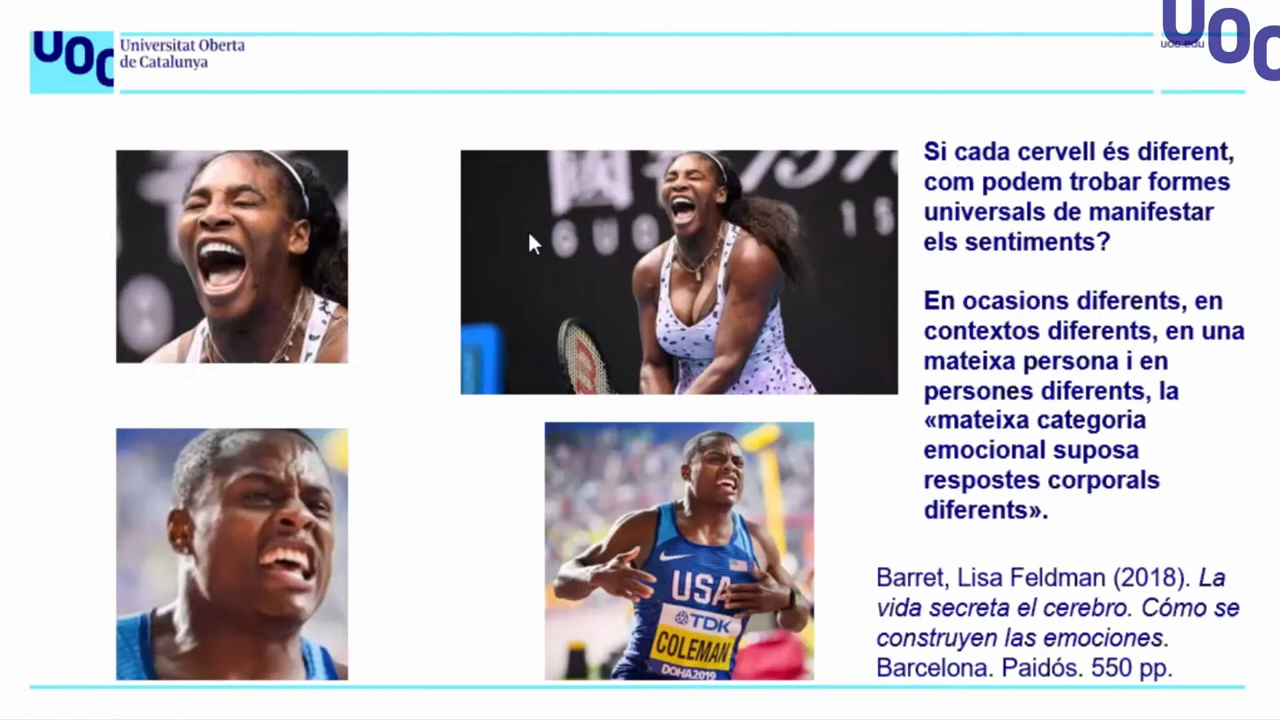 UOC
Universitat Oberta
de Catalunya
uoc.edu
UOC
15
COLEMAN
USA
TDK
DOHA2019
Si cada cervell és diferent,
com podem trobar formes
universals de manifestar
els sentiments?
En ocasions diferents, en
contextos diferents, en una
mateixa persona i en
persones diferents, la
«mateixa categoria
emocional suposa
respostes corporals
diferents».
Barret, Lisa Feldman (2018). La
vida secreta el cerebro. Cómo se
construyen las emociones.
Barcelona. Paidós. 550 pp.